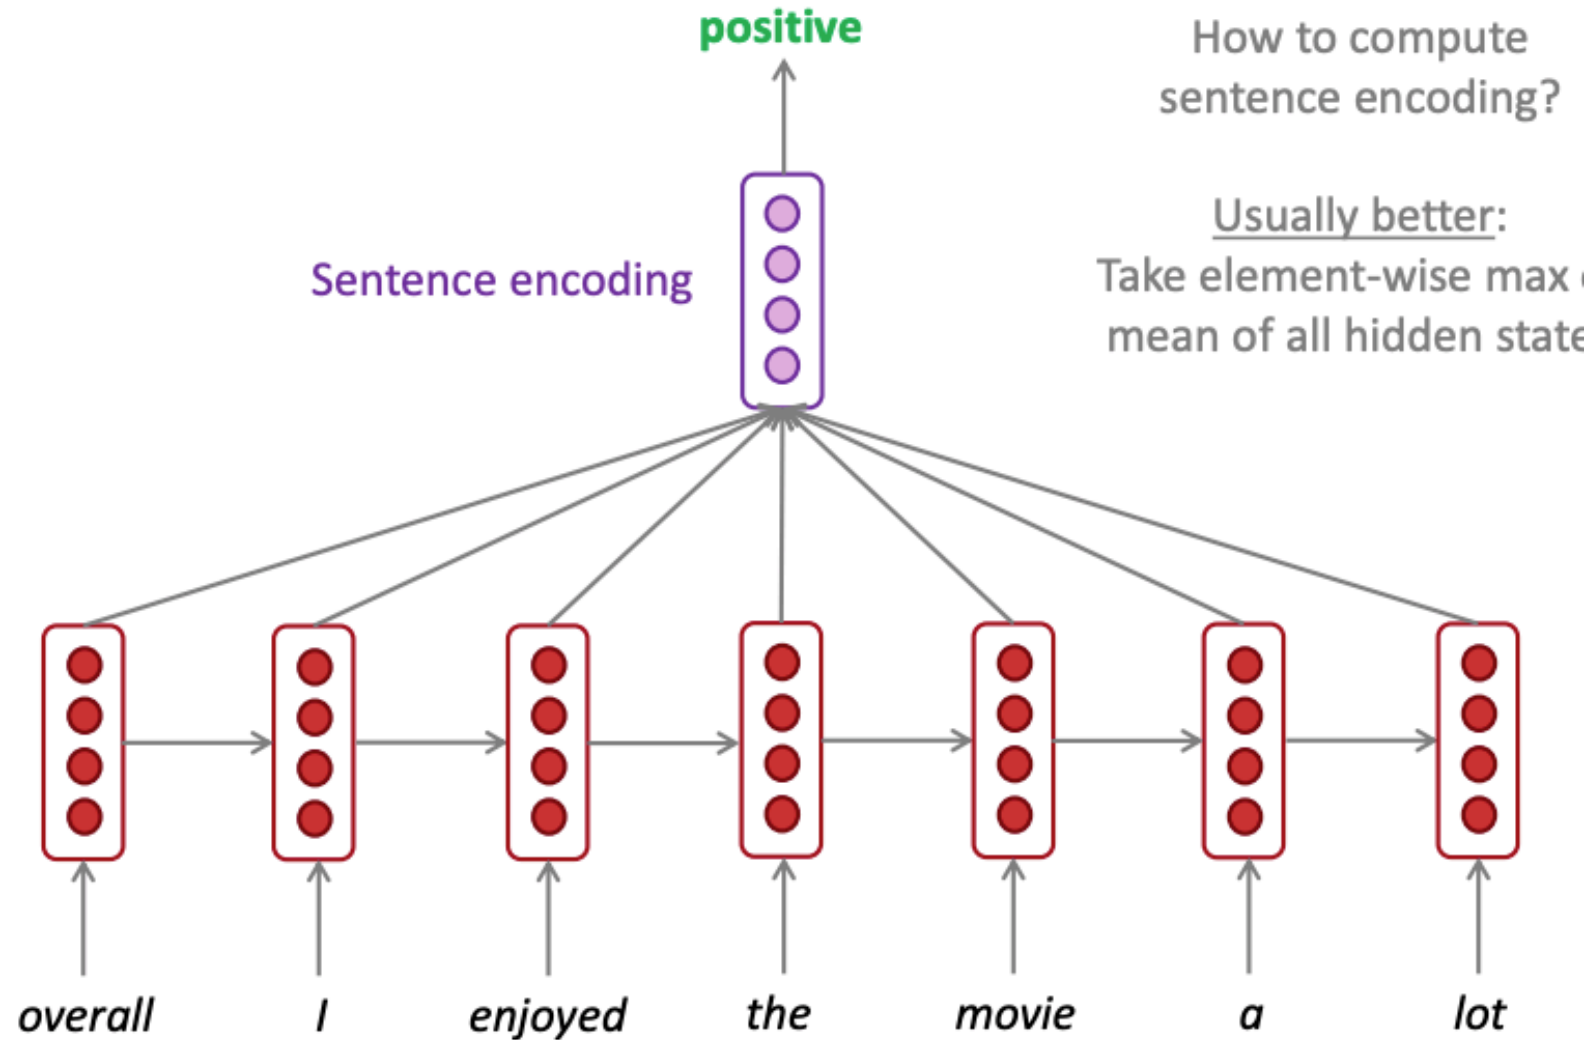 positive
How to compute
sentence encoding?
Usually better:
Take element-wise max
mean of all hidden state
Sentence encoding
overall I enjoyed the movie a lot